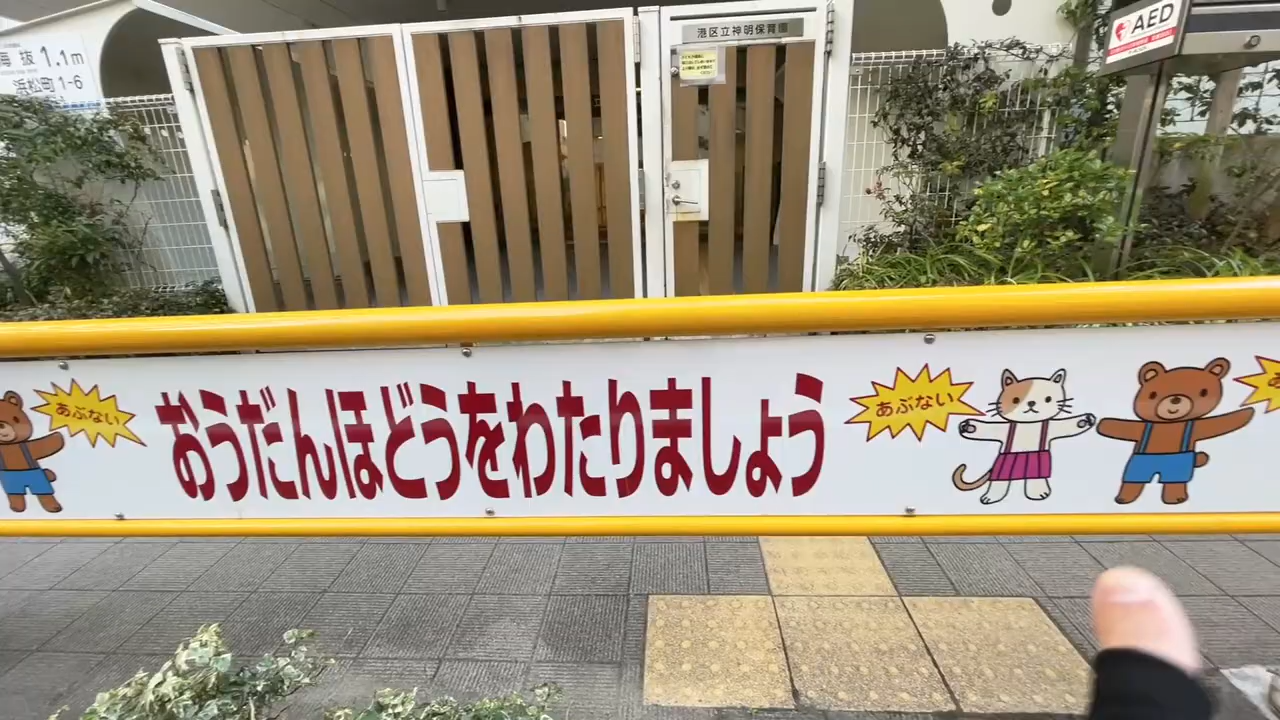 海抜 1.1m
浜松町 1-6
港区立神明保育園
AED
おうだんほどうをわたりましょう
あぶない
あぶない
あ